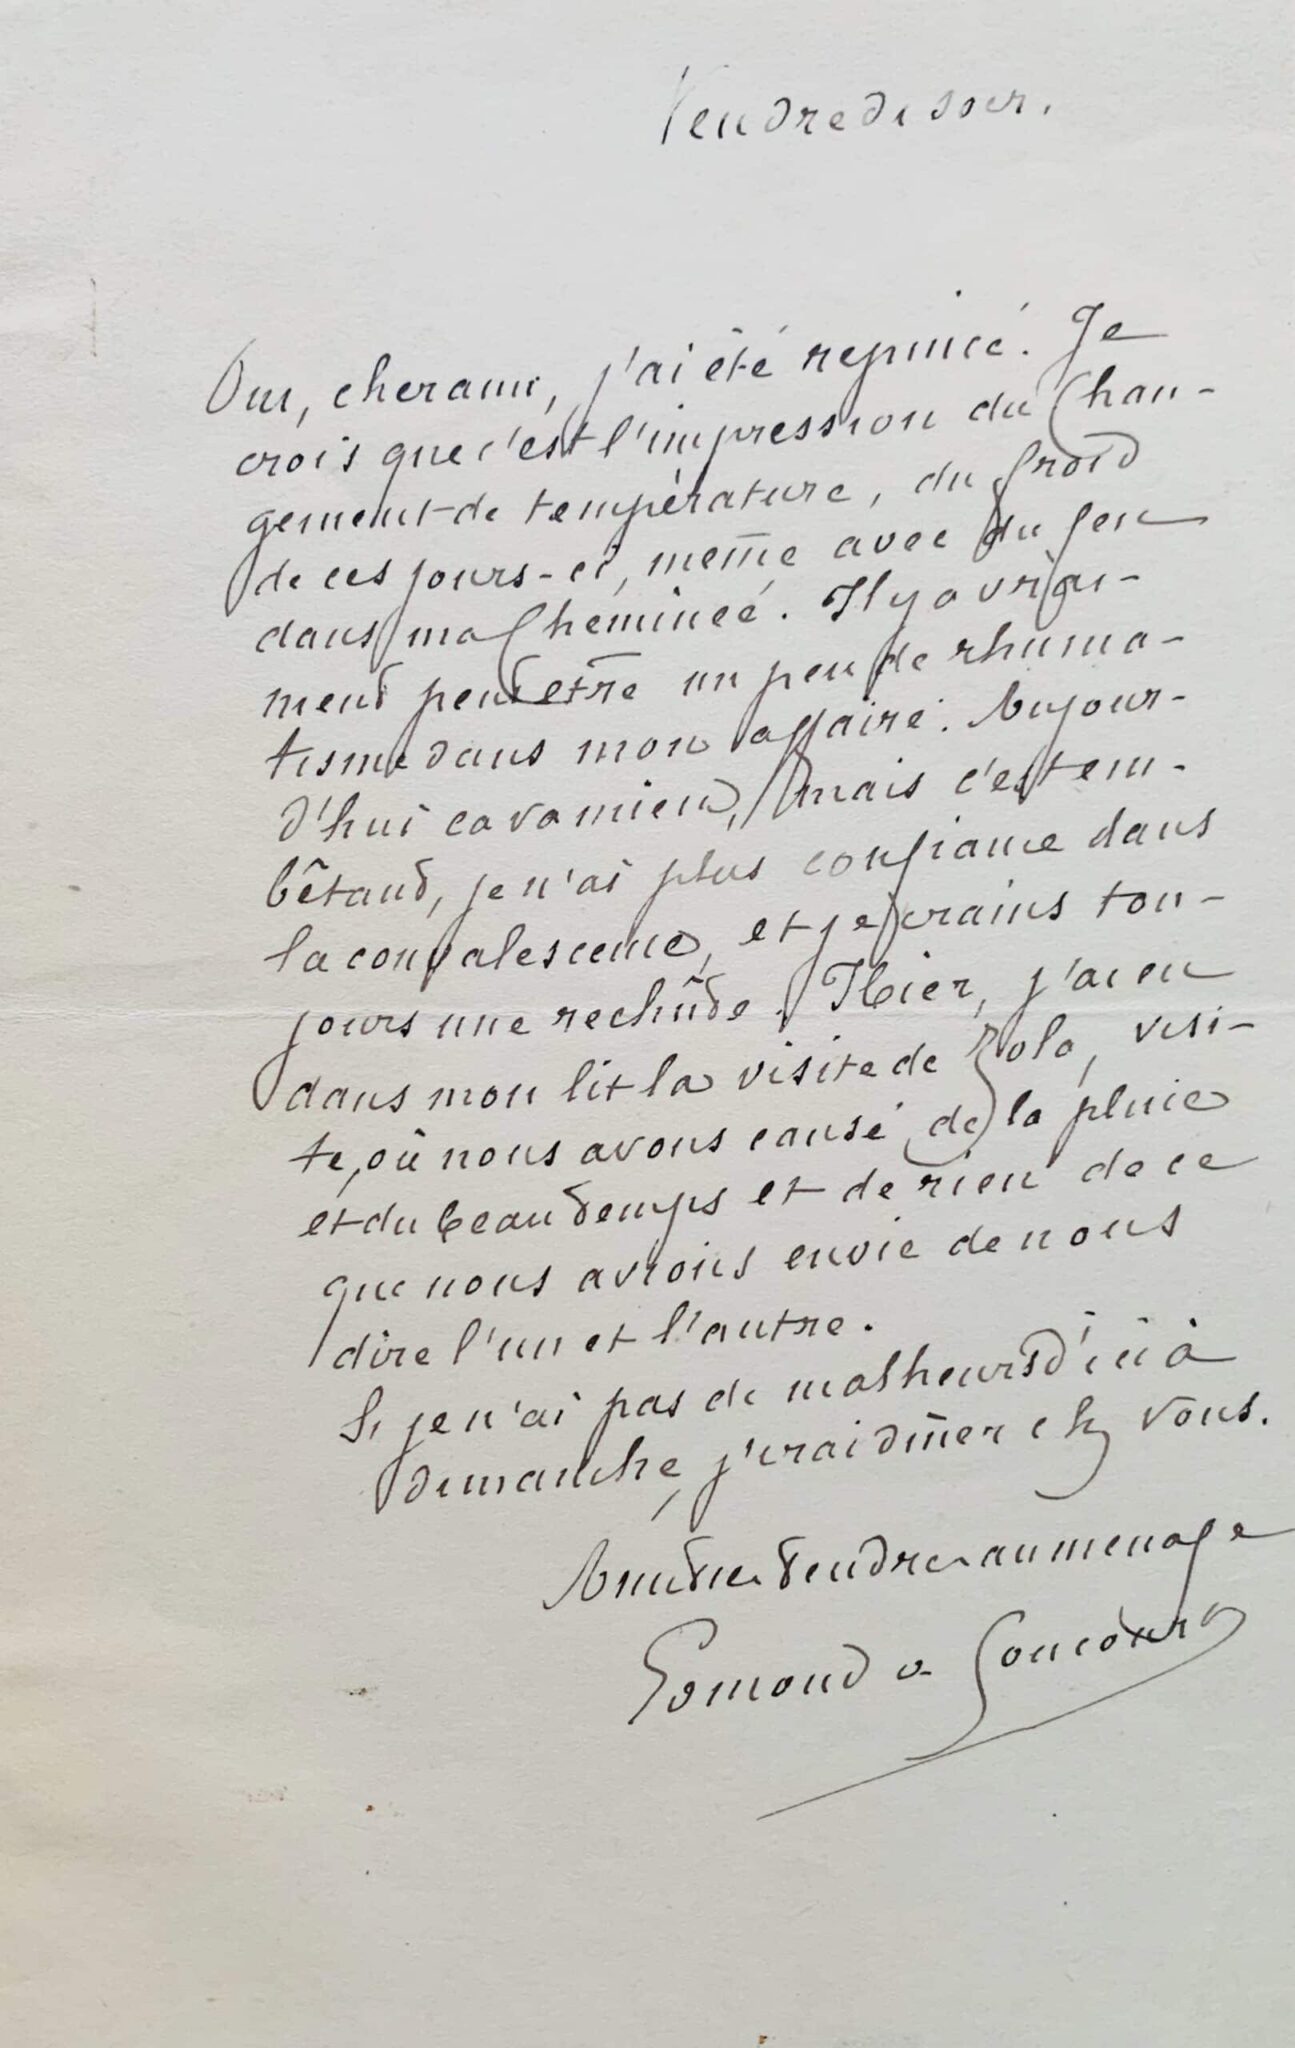 Vendredi soir.
Oui, cher ami, j'ai été repincé. Je
crois que c'est l'impression du chan-
gement de température, du froid
de ces jours-ci, même avec du feu
dans ma cheminée. Il y a vrai-
ment peut être un peu de rhuma-
tisme dans mon affaire. Aujour-
d'hui ca va mieux, mais c'est em-
bêtant, je n'ai plus confiance dans
la convalescence, et je crains tou-
jours une rechûte. Hier, j'ai eu
dans mon lit la visite de Zola, visi-
te, où nous avons causé de la pluie
et du beau temps et de rien de ce
que nous avions envie de nous
dire l'un et l'autre.
Si je n'ai pas de malheurs d'ici à
dimanche, j'irai dîner chez vous.
Amitiés tendres au menage
Edmond de Goncourt